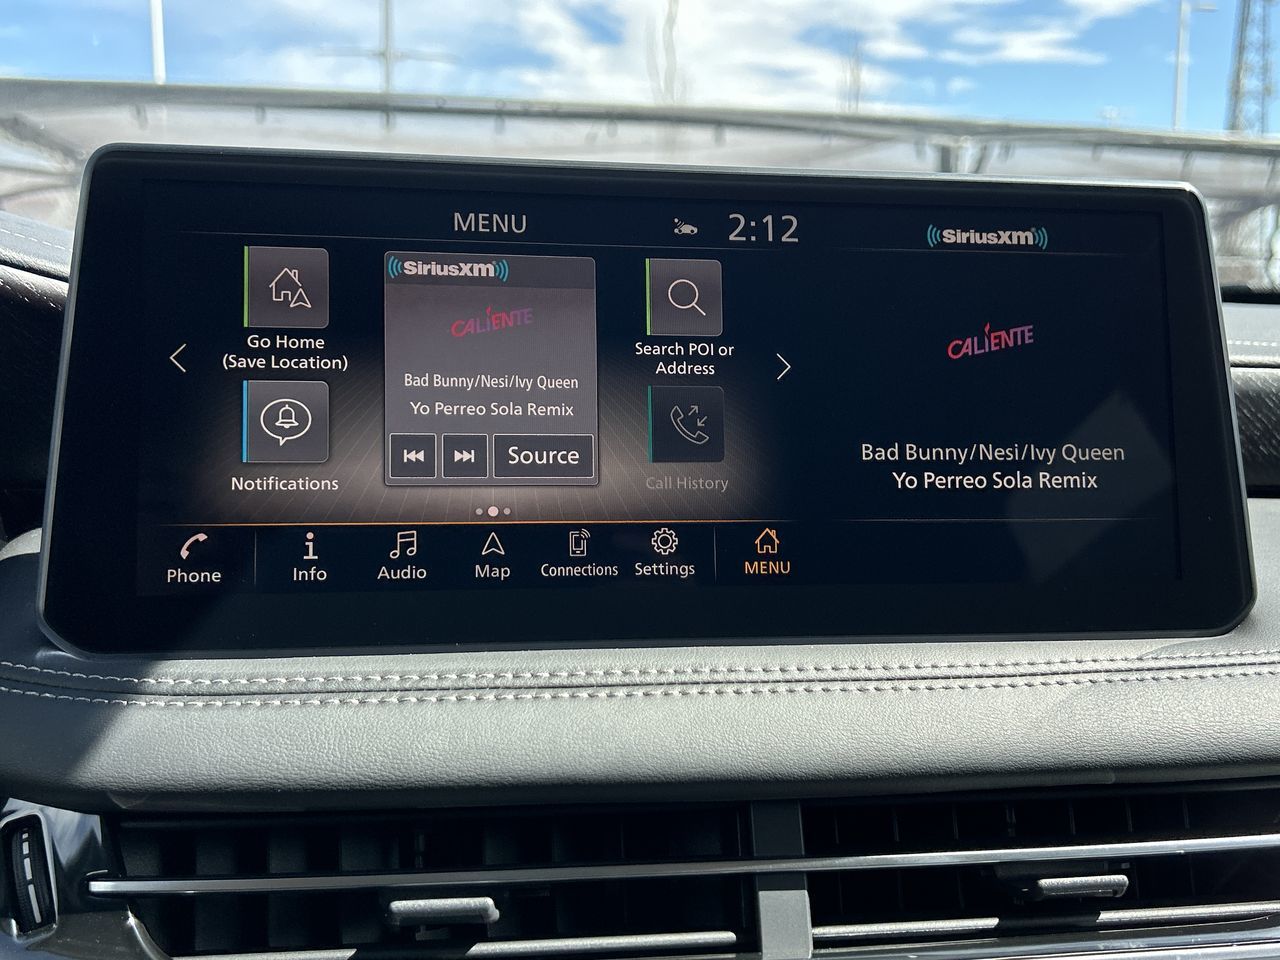 MENU
2:12
SiriusXM
Go Home
(Save Location)
Notifications
SiriusXM
CALIENTE
Bad Bunny/Nesi/Ivy Queen
Yo Perreo Sola Remix
Source
Search POI or
Address
Call History
CALIENTE
Bad Bunny/Nesi/Ivy Queen
Yo Perreo Sola Remix
Phone
Info
Audio
Map
Connections
Settings
MENU